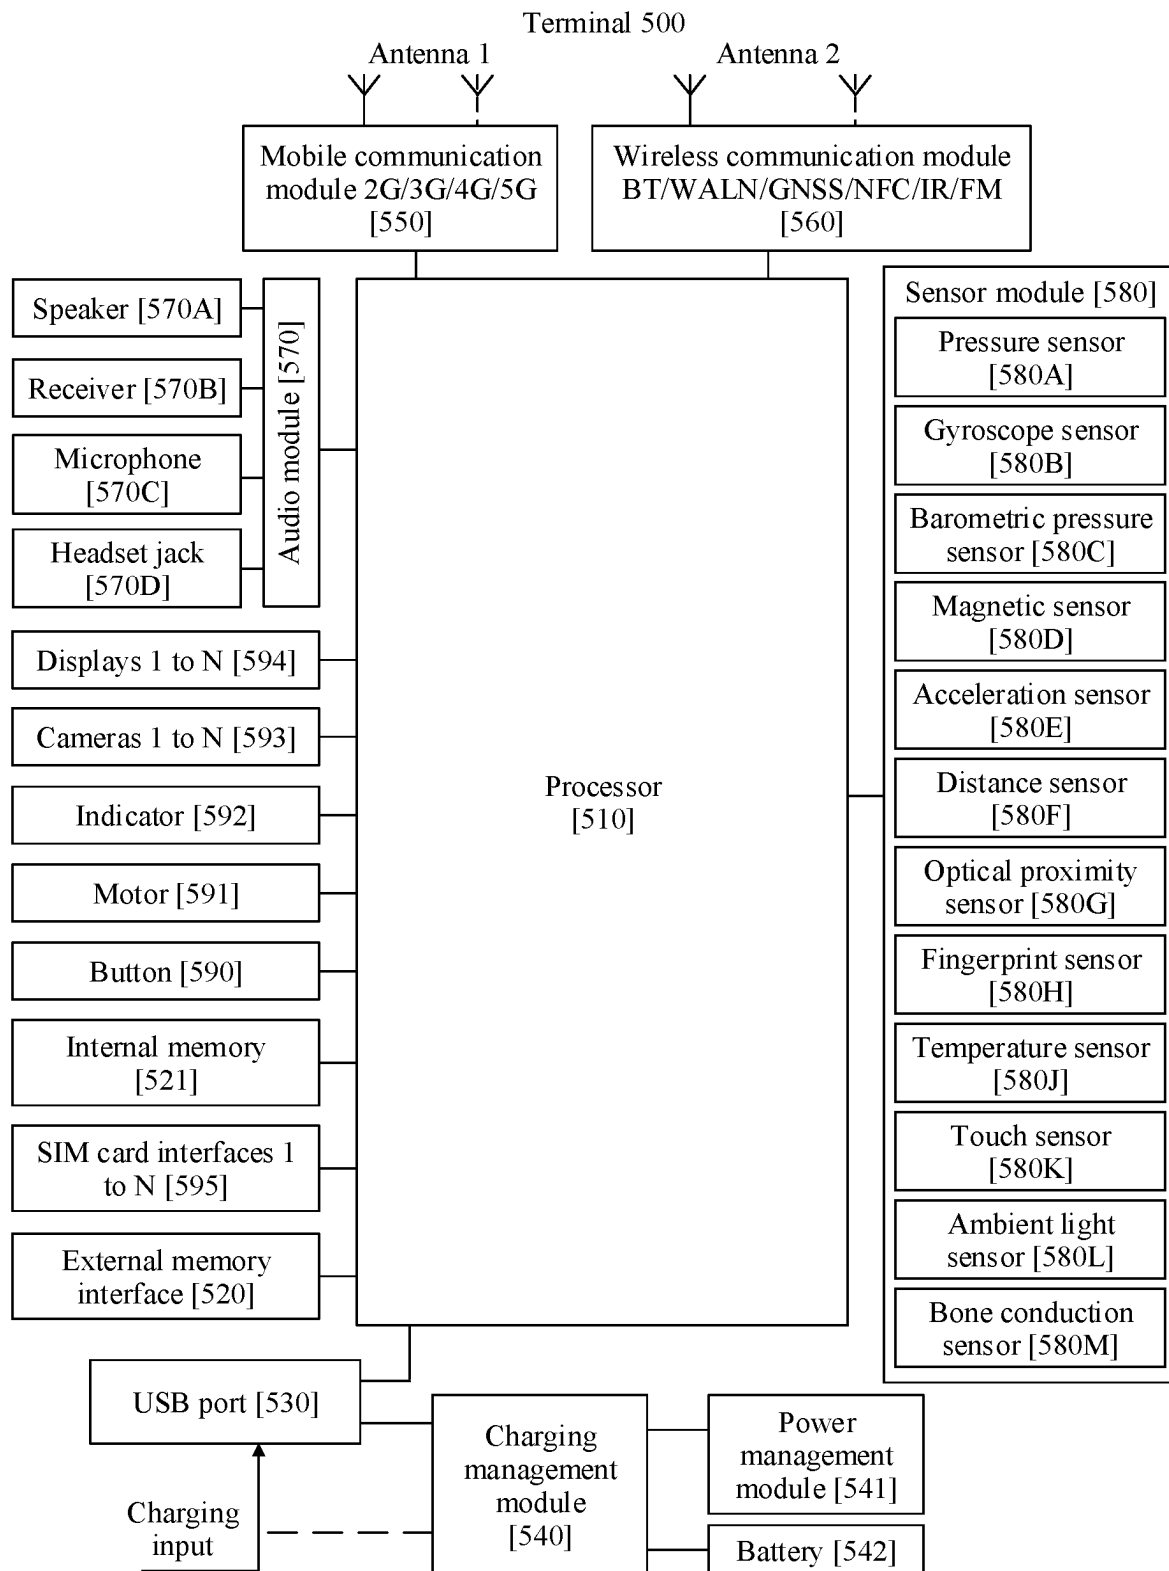 Terminal 500
Antenna 1
Antenna 2
Mobile communication
module 2G/3G/4G/5G
[550]
Wireless communication module
BT/WALN/GNSS/NFC/IR/FM
[560]
Speaker [570A]
Receiver [570B]
Microphone
[570C]
Headset jack
[570D]
Audio module [570]
Displays 1 to N [594]
Cameras 1 to N [593]
Indicator [592]
Motor [591]
Button [590]
Internal memory
[521]
SIM card interfaces 1
to N [595]
External memory
interface [520]
Processor
[510]
Sensor module [580]
Pressure sensor
[580A]
Gyroscope sensor
[580B]
Barometric pressure
sensor [580C]
Magnetic sensor
[580D]
Acceleration sensor
[580E]
Distance sensor
[580F]
Optical proximity
sensor [580G]
Fingerprint sensor
[580H]
Temperature sensor
[580J]
Touch sensor
[580K]
Ambient light
sensor [580L]
Bone conduction
sensor [580M]
USB port [530]
Charging
input
Charging
management
module
[540]
Power
management
module [541]
Battery [542]